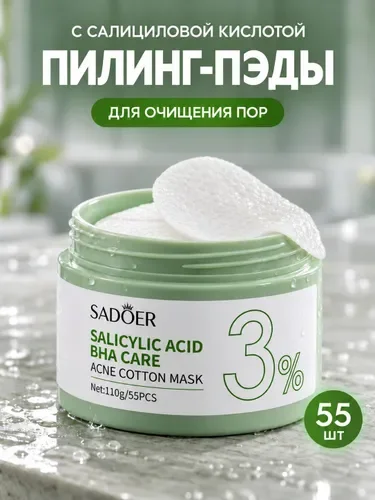 С САЛИЦИЛОВОЙ КИСЛОТОЙ
ПИЛИНГ-ПЭДЫ
ДЛЯ ОЧИЩЕНИЯ ПОР
SADOER
SALICYLIC ACID
BHA CARE
ACNE COTTON MASK
Net:110g/55PCS
3%
55
ШТ